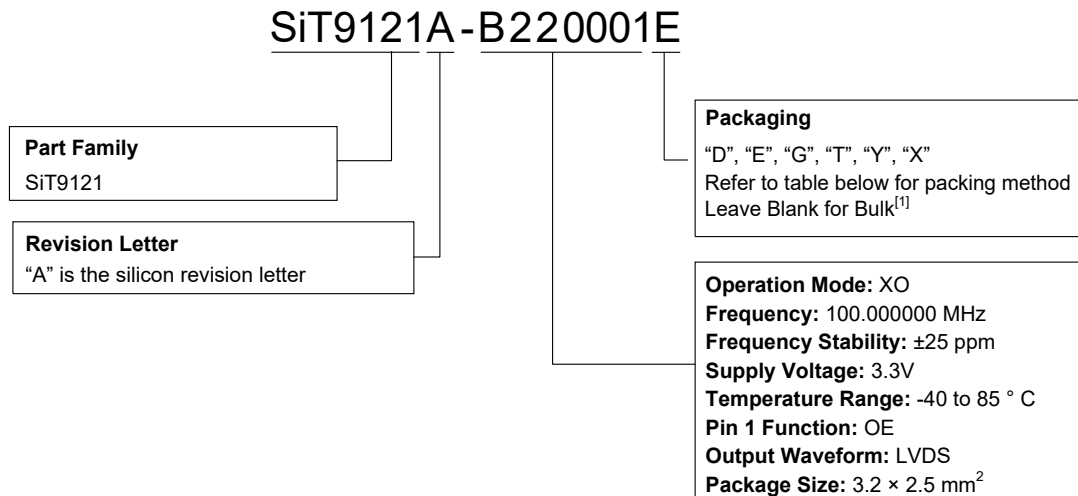 SiT9121A-B220001E
Part Family
SiT9121
Revision Letter
“A” is the silicon revision letter
Packaging
“D”, “E”, “G”, “T”, “Y”, “X”
Refer to table below for packing method
Leave Blank for Bulk[1]
Operation Mode: XO
Frequency: 100.000000 MHz
Frequency Stability: ±25 ppm
Supply Voltage: 3.3V
Temperature Range: -40 to 85 ° C
Pin 1 Function: OE
Output Waveform: LVDS
Package Size: 3.2 × 2.5 mm2